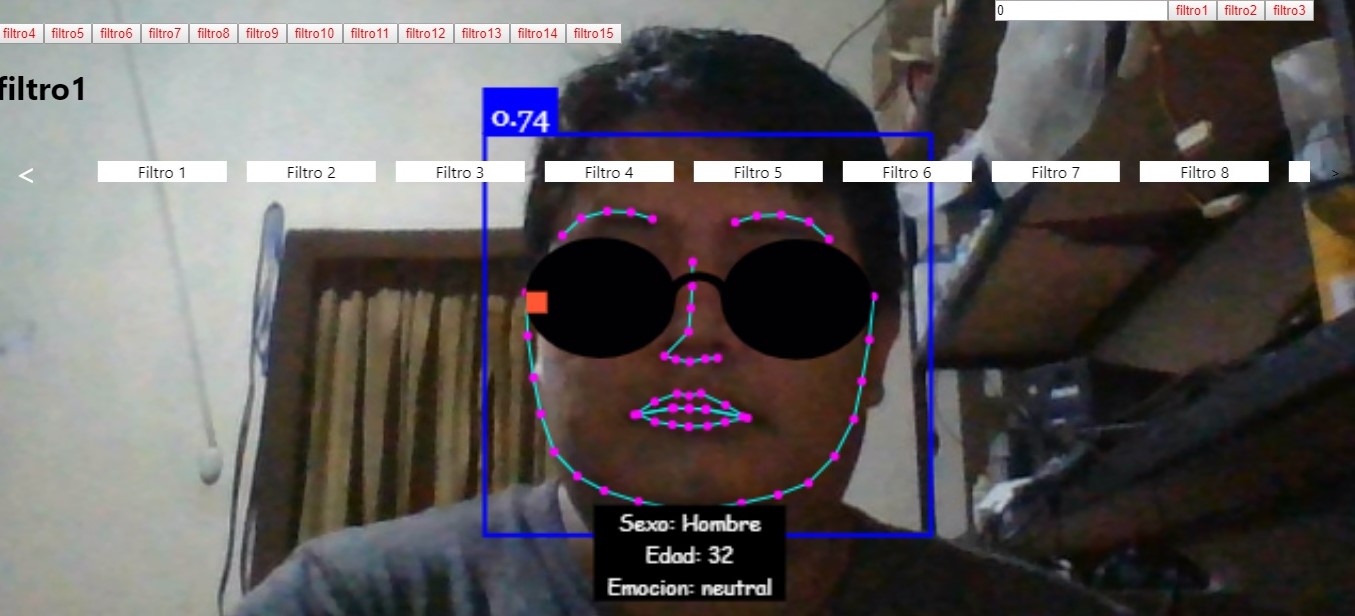 0 filtro1 filtro2 filtro3
filtro4 filtro5 filtro6 filtro7 filtro8 filtro9 filtro10 filtro11 filtro12 filtro13 filtro14 filtro15
filtro1
0.74
< Filtro 1 Filtro 2 Filtro 3 Filtro 4 Filtro 5 Filtro 6 Filtro 7 Filtro 8 >
Sexo: Hombre
Edad: 32
Emocion: neutral